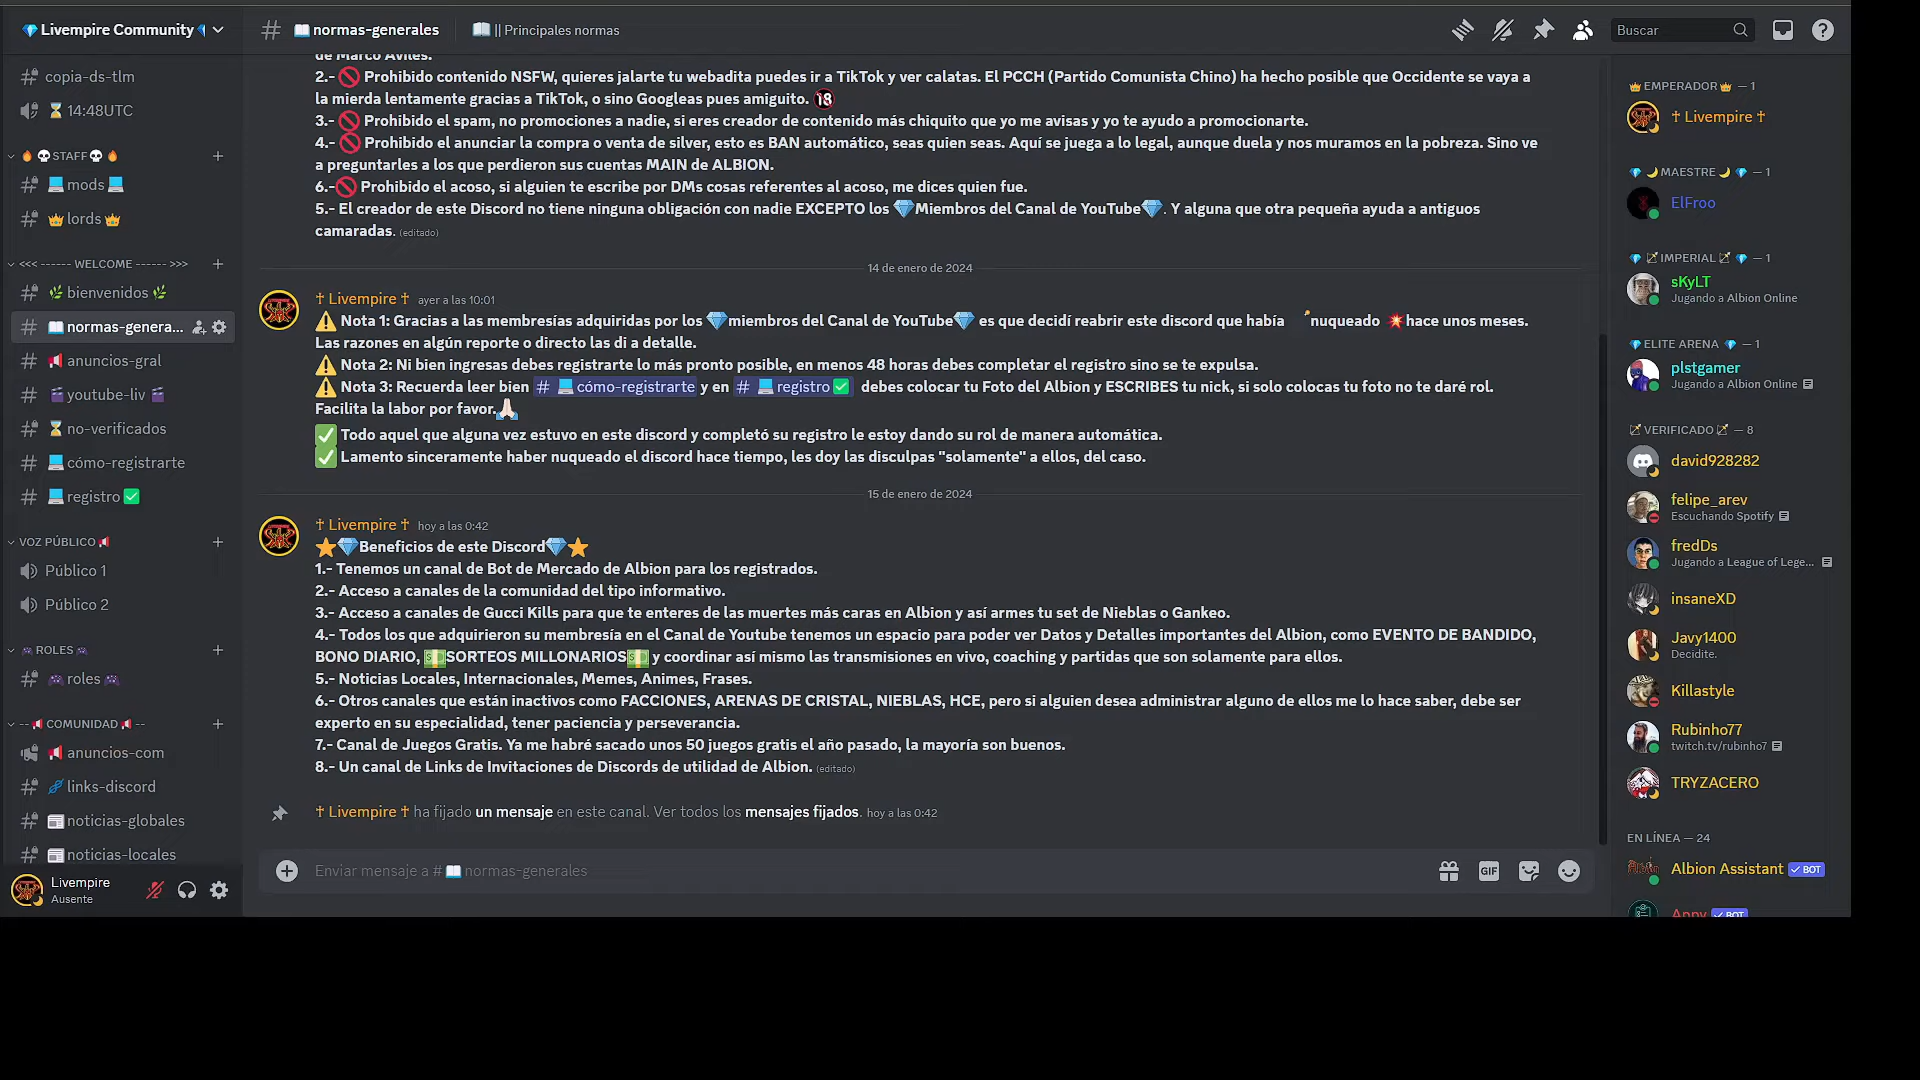 Livempire Community
normas-generales
|| Principales normas
Buscar
copia-ds-tlm
14:48UTC
STAFF
mods
lords
<<< ------ WELCOME ------ >>>
bienvenidos
normas-genera...
anuncios-gral
youtube-liv
no-verificados
cómo-registrarte
registro
VOZ PÚBLICO
Público 1
Público 2
ROLES
roles
-- COMUNIDAD --
anuncios-com
links-discord
noticias-globales
noticias-locales
Livempire
Ausente
de Marco Aviles.
2.- Prohibido contenido NSFW, quieres jalarte tu webadita puedes ir a TikTok y ver calatas. El PCCH (Partido Comunista Chino) ha hecho posible que Occidente se vaya a
la mierda lentamente gracias a TikTok, o sino Googleas pues amiguito. 18
3.- Prohibido el spam, no promociones a nadie, si eres creador de contenido más chiquito que yo me avisas y yo te ayudo a promocionarte.
4.- Prohibido el anunciar la compra o venta de silver, esto es BAN automático, seas quien seas. Aquí se juega a lo legal, aunque duela y nos muramos en la pobreza. Sino ve
a preguntarles a los que perdieron sus cuentas MAIN de ALBION.
6.- Prohibido el acoso, si alguien te escribe por DMs cosas referentes al acoso, me dices quien fue.
5.- El creador de este Discord no tiene ninguna obligación con nadie EXCEPTO los Miembros del Canal de YouTube. Y alguna que otra pequeña ayuda a antiguos
camaradas. (editado)
14 de enero de 2024
† Livempire † ayer a las 10:01
Nota 1: Gracias a las membresías adquiridas por los miembros del Canal de YouTube es que decidí reabrir este discord que había nuqueado hace unos meses.
Las razones en algún reporte o directo las di a detalle.
Nota 2: Ni bien ingresas debes registrarte lo más pronto posible, en menos 48 horas debes completar el registro sino se te expulsa.
Nota 3: Recuerda leer bien # cómo-registrarte y en # registro debes colocar tu Foto del Albion y ESCRIBES tu nick, si solo colocas tu foto no te daré rol.
Facilita la labor por favor.
Todo aquel que alguna vez estuvo en este discord y completó su registro le estoy dando su rol de manera automática.
Lamento sinceramente haber nuqueado el discord hace tiempo, les doy las disculpas "solamente" a ellos, del caso.
15 de enero de 2024
† Livempire † hoy a las 0:42
Beneficios de este Discord
1.- Tenemos un canal de Bot de Mercado de Albion para los registrados.
2.- Acceso a canales de la comunidad del tipo informativo.
3.- Acceso a canales de Gucci Kills para que te enteres de las muertes más caras en Albion y así armes tu set de Nieblas o Gankeo.
4.- Todos los que adquirieron su membresía en el Canal de Youtube tenemos un espacio para poder ver Datos y Detalles importantes del Albion, como EVENTO DE BANDIDO,
BONO DIARIO, SORTEOS MILLONARIOS y coordinar así mismo las transmisiones en vivo, coaching y partidas que son solamente para ellos.
5.- Noticias Locales, Internacionales, Memes, Animes, Frases.
6.- Otros canales que están inactivos como FACCIONES, ARENAS DE CRISTAL, NIEBLAS, HCE, pero si alguien desea administrar alguno de ellos me lo hace saber, debe ser
experto en su especialidad, tener paciencia y perseverancia.
7.- Canal de Juegos Gratis. Ya me habré sacado unos 50 juegos gratis el año pasado, la mayoría son buenos.
8.- Un canal de Links de Invitaciones de Discords de utilidad de Albion. (editado)
† Livempire † ha fijado un mensaje en este canal. Ver todos los mensajes fijados. hoy a las 0:42
Enviar mensaje a # normas-generales
GIF
EMPERADOR — 1
† Livempire †
MAESTRE — 1
ElFroo
IMPERIAL — 1
sKyLT
Jugando a Albion Online
ELITE ARENA — 1
plstgamer
Jugando a Albion Online
VERIFICADO — 8
david928282
felipe_arev
Escuchando Spotify
fredDs
Jugando a League of Lege...
insaneXD
Javy1400
Decidite.
Killastyle
Rubinho77
twitch.tv/rubinho7
TRYZACERO
EN LÍNEA — 24
Albion Assistant BOT
Appy BOT